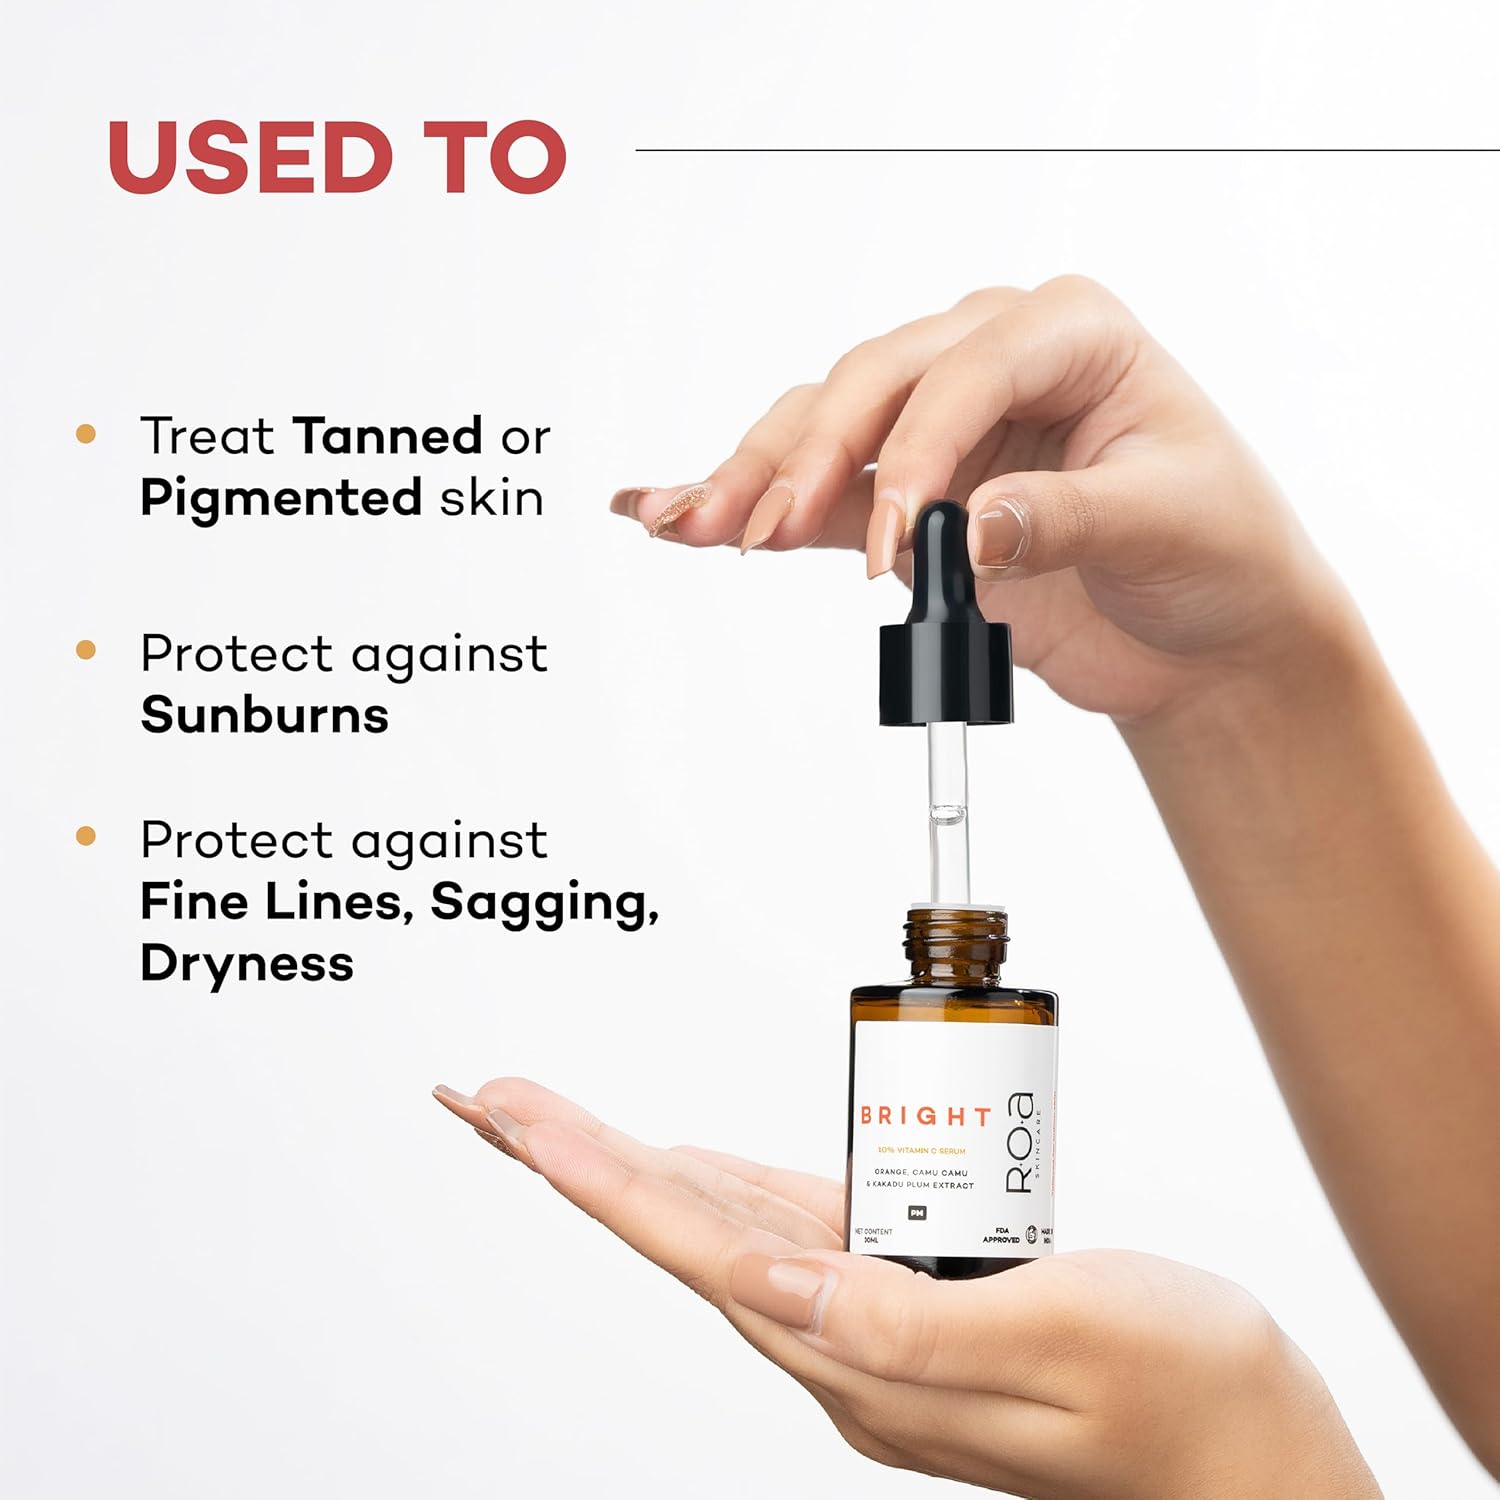 USED TO
Treat Tanned or
Pigmented skin
Protect against
Sunburns
Protect against
Fine Lines, Sagging,
Dryness
BRIGHT
10% VITAMIN C SERUM
ORANGE, CAMU CAMU
& KAKADU PLUM EXTRACT
PM
NET CONTENT
30ML
FDA
APPROVED
MADE
R.O.a
SKINCARE